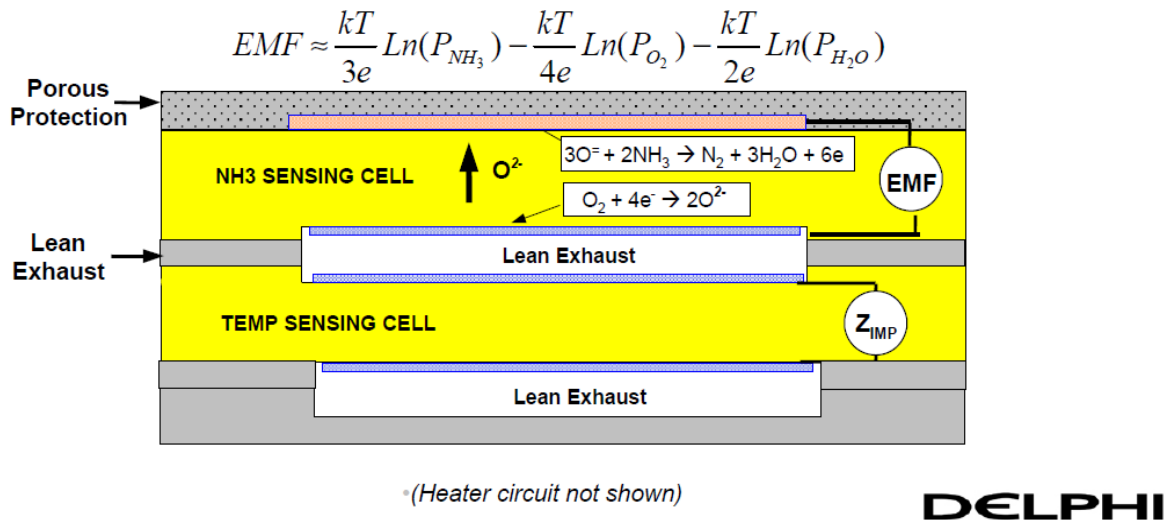 EMF ≈ kT/3e Ln(P_NH₃) − kT/4e Ln(P_O₂) − kT/2e Ln(P_H₂O)
Porous
Protection
3O⁼ + 2NH₃ → N₂ + 3H₂O + 6e
NH3 SENSING CELL
O²⁻
EMF
O₂ + 4e⁻ → 2O²⁻
Lean
Exhaust
Lean Exhaust
TEMP SENSING CELL
Z_IMP
Lean Exhaust
•(Heater circuit not shown)
DELPHI